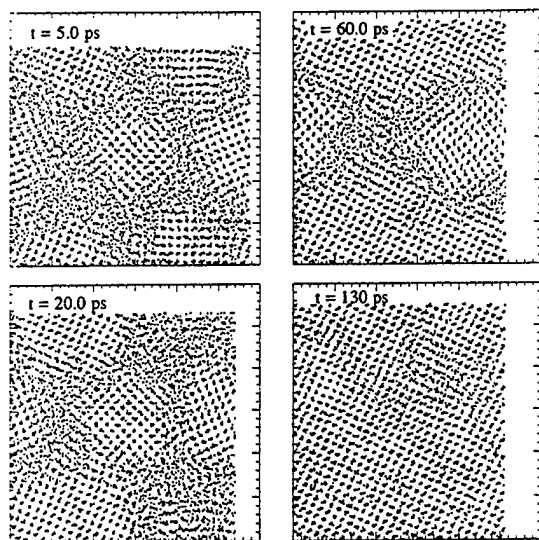 t = 5.0 ps
t = 60.0 ps
t = 20.0 ps
t = 130 ps